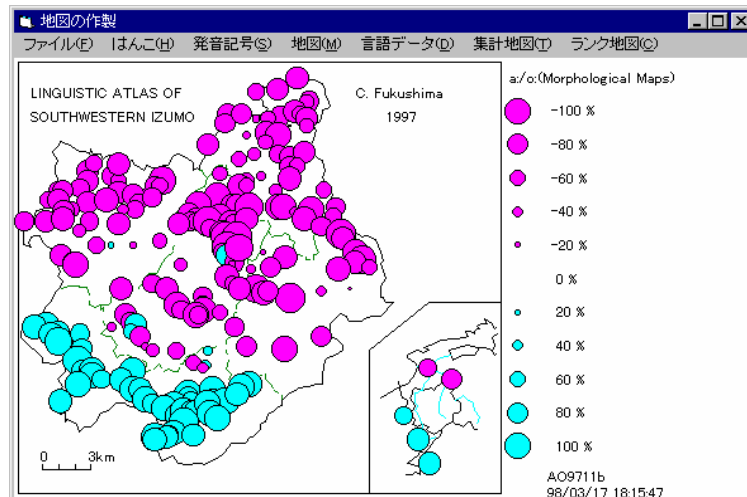 地図の作製
ファイル(F) はんこ(H) 発音記号(S) 地図(M) 言語データ(D) 集計地図(T) ランク地図(C)
LINGUISTIC ATLAS OF
SOUTHWESTERN IZUMO
C. Fukushima
1997
a:/o:(Morphological Maps)
-100 %
-80 %
-60 %
-40 %
-20 %
0 %
20 %
40 %
60 %
80 %
100 %
0 3km
AO9711b
98/03/17 18:15:47